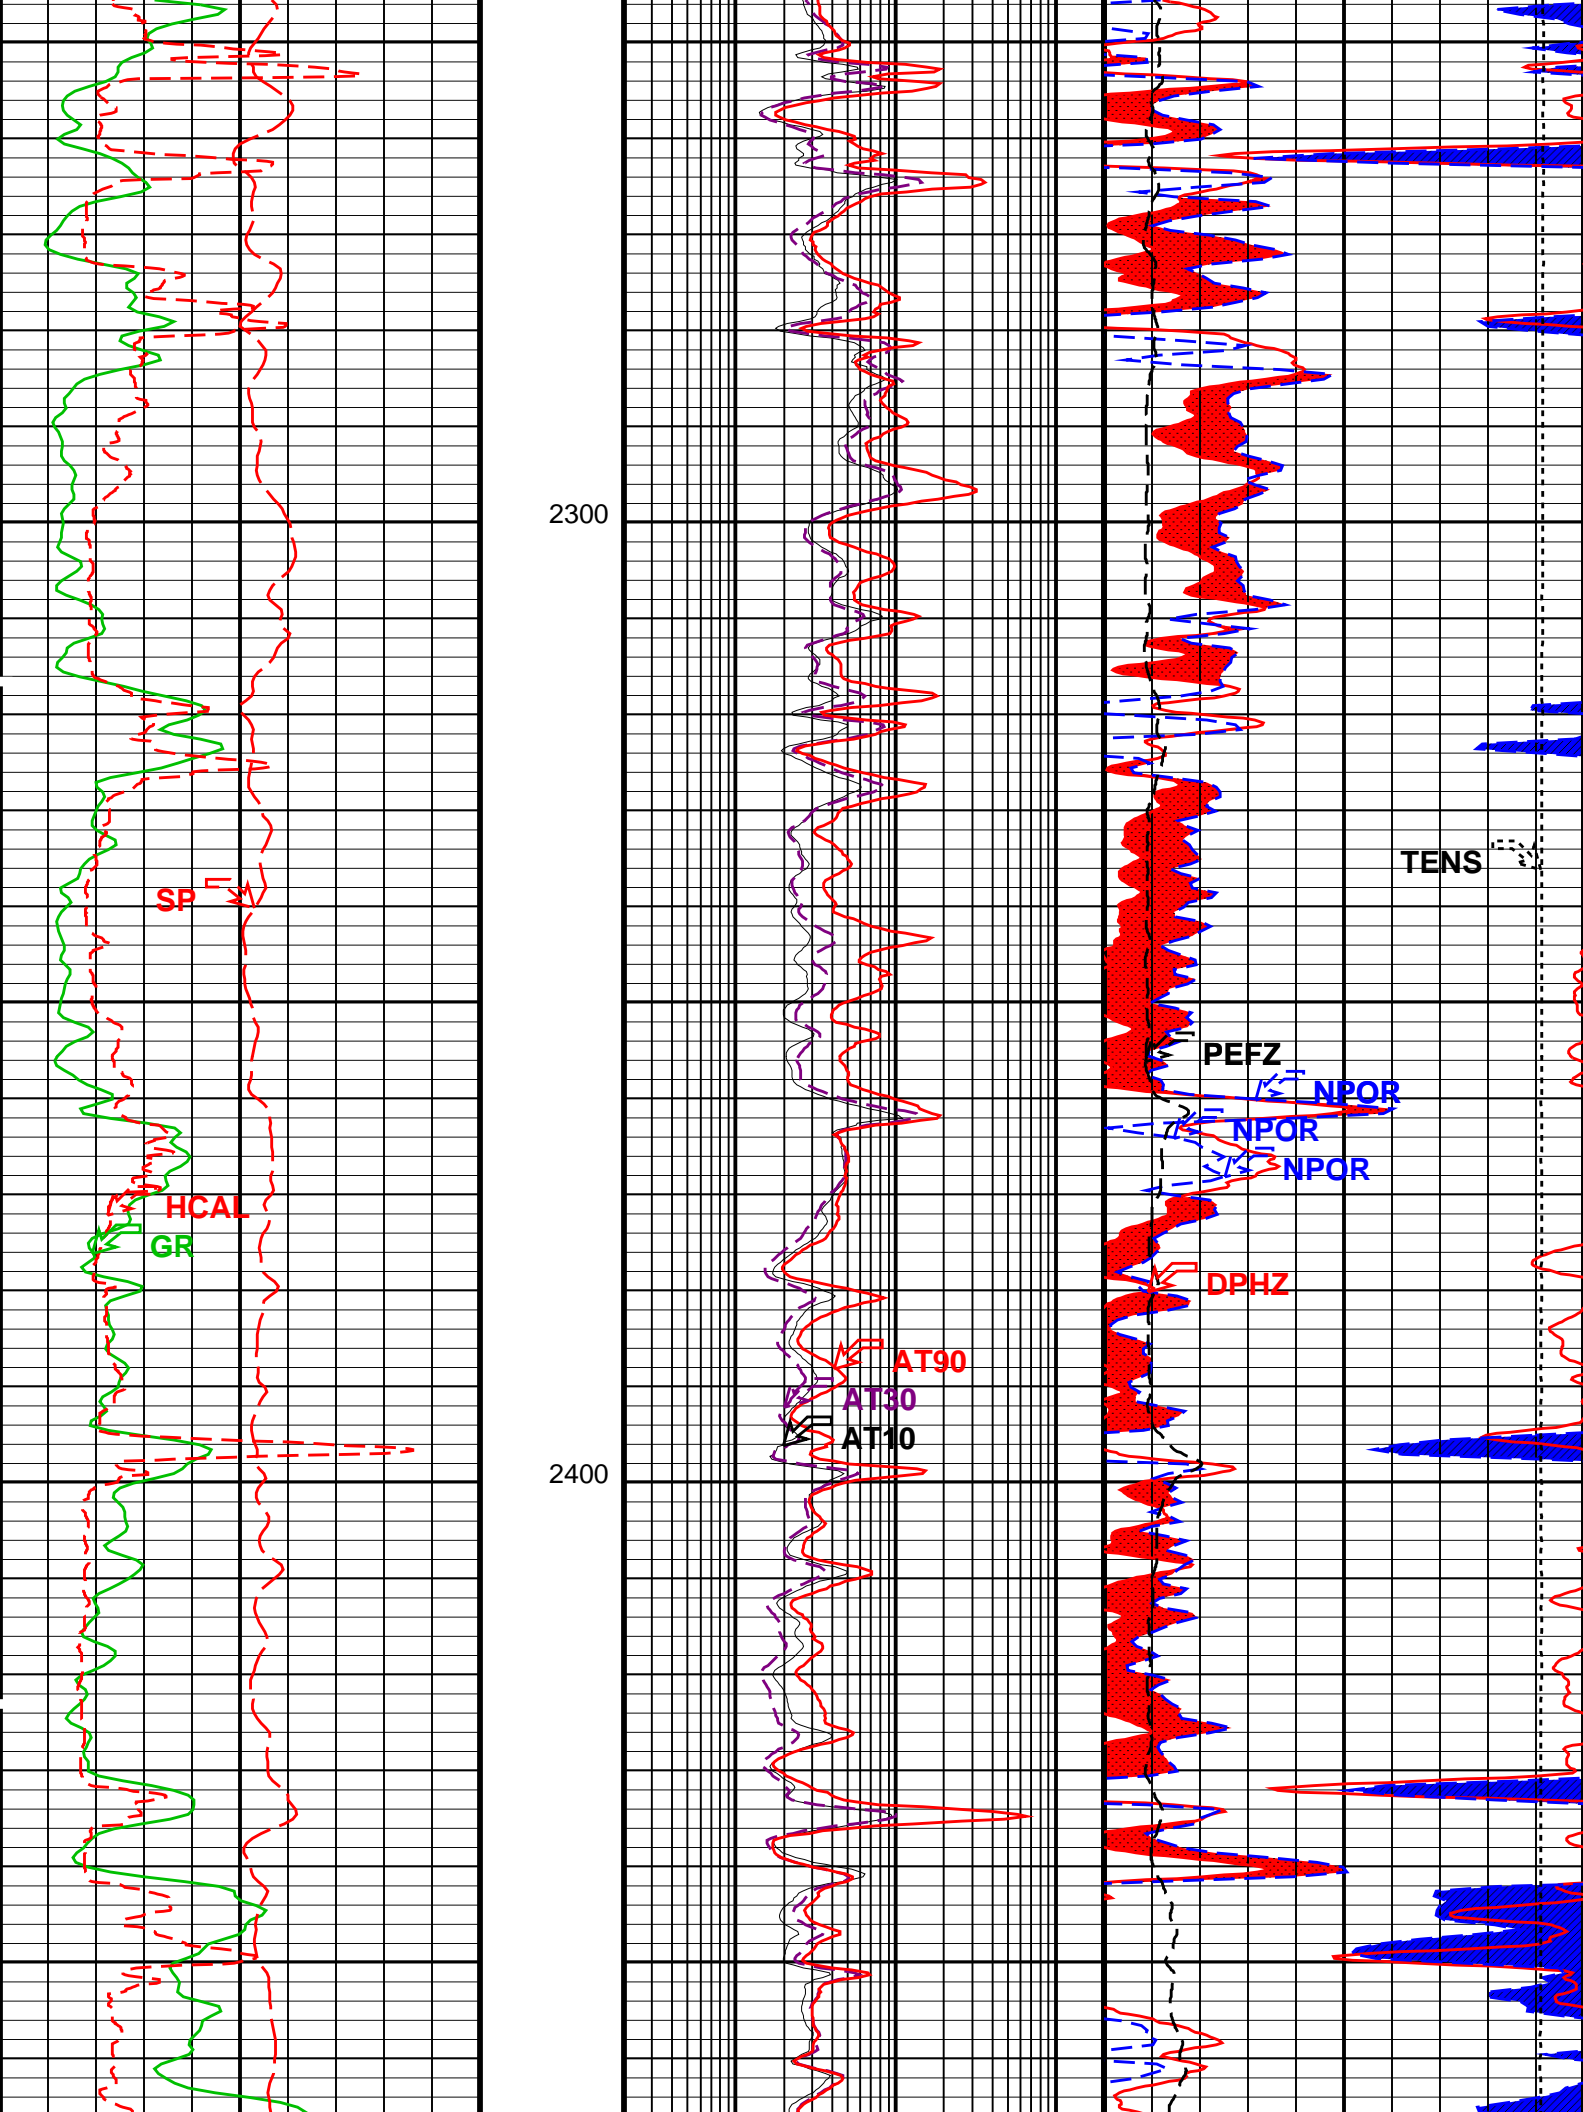 2300
TENS
SP
PEFZ
NPOR
NPOR
NPOR
HCAL
GR
DPHZ
AT90
AT30
AT10
2400